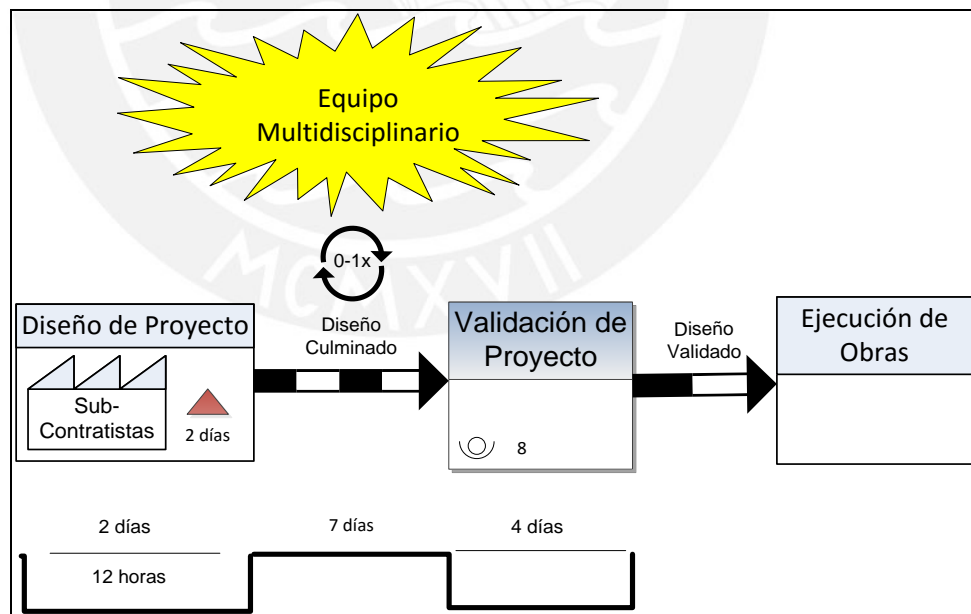 Equipo
Multidisciplinario
MCMXVII
0-1x
Diseño de Proyecto
Sub-
Contratistas
2 días
Diseño
Culminado
Validación de
Proyecto
8
Diseño
Validado
Ejecución de
Obras
2 días
12 horas
7 días
4 días